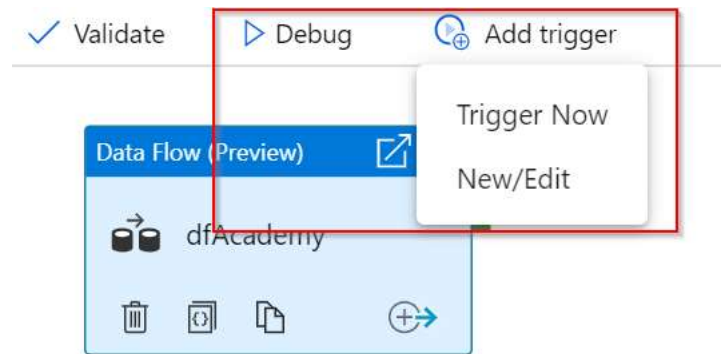 Validate Debug Add trigger
Trigger Now
Data Flow (Preview)
New/Edit
dfAcademy